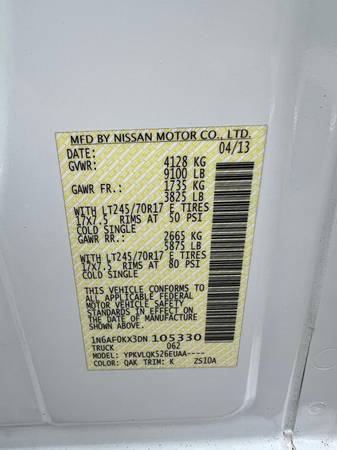 MFD BY NISSAN MOTOR CO., LTD.
DATE: 04/13
GVWR: 4128 KG
9100 LB
GAWR FR.: 1735 KG
3825 LB
WITH LT245/70R17 E TIRES
17X7.5 RIMS AT 50 PSI
COLD SINGLE
GAWR RR.: 2665 KG
5875 LB
WITH LT245/70R17 E TIRES
17X7.5 RIMS AT 80 PSI
COLD SINGLE
THIS VEHICLE CONFORMS TO
ALL APPLICABLE FEDERAL
MOTOR VEHICLE SAFETY
STANDARDS IN EFFECT ON
THE DATE OF MANUFACTURE
SHOWN ABOVE.
1N6AF0KX3DN 105330
TRUCK 062
MODEL: YPKVLQK526EUAA----
COLOR: QAK TRIM: K ZS10A